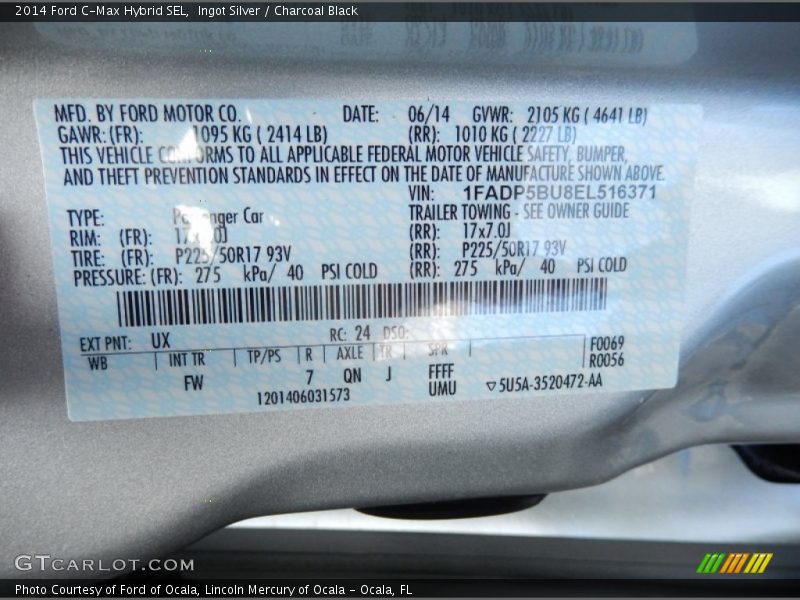 2014 Ford C-Max Hybrid SEL, Ingot Silver / Charcoal Black
MFD. BY FORD MOTOR CO. DATE: 06/14 GVWR: 2105 KG ( 4641 LB)
GAWR: (FR): 1095 KG ( 2414 LB) (RR): 1010 KG ( 2227 LB)
THIS VEHICLE CONFORMS TO ALL APPLICABLE FEDERAL MOTOR VEHICLE SAFETY, BUMPER,
AND THEFT PREVENTION STANDARDS IN EFFECT ON THE DATE OF MANUFACTURE SHOWN ABOVE.
VIN: 1FADP5BU8EL516371
TYPE: Passenger Car TRAILER TOWING - SEE OWNER GUIDE
RIM: (FR): 17x7.0J (RR): 17x7.0J
TIRE: (FR): P225/50R17 93V (RR): P225/50R17 93V
PRESSURE: (FR): 275 kPa/ 40 PSI COLD (RR): 275 kPa/ 40 PSI COLD
EXT PNT: UX RC: 24 DSO: F0069
WB INT TR TP/PS R AXLE TR SPR R0056
FW 7 QN J FFFF
1201406031573 UMU ▽5U5A-3520472-AA
GTCARLOT.COM
Photo Courtesy of Ford of Ocala, Lincoln Mercury of Ocala - Ocala, FL